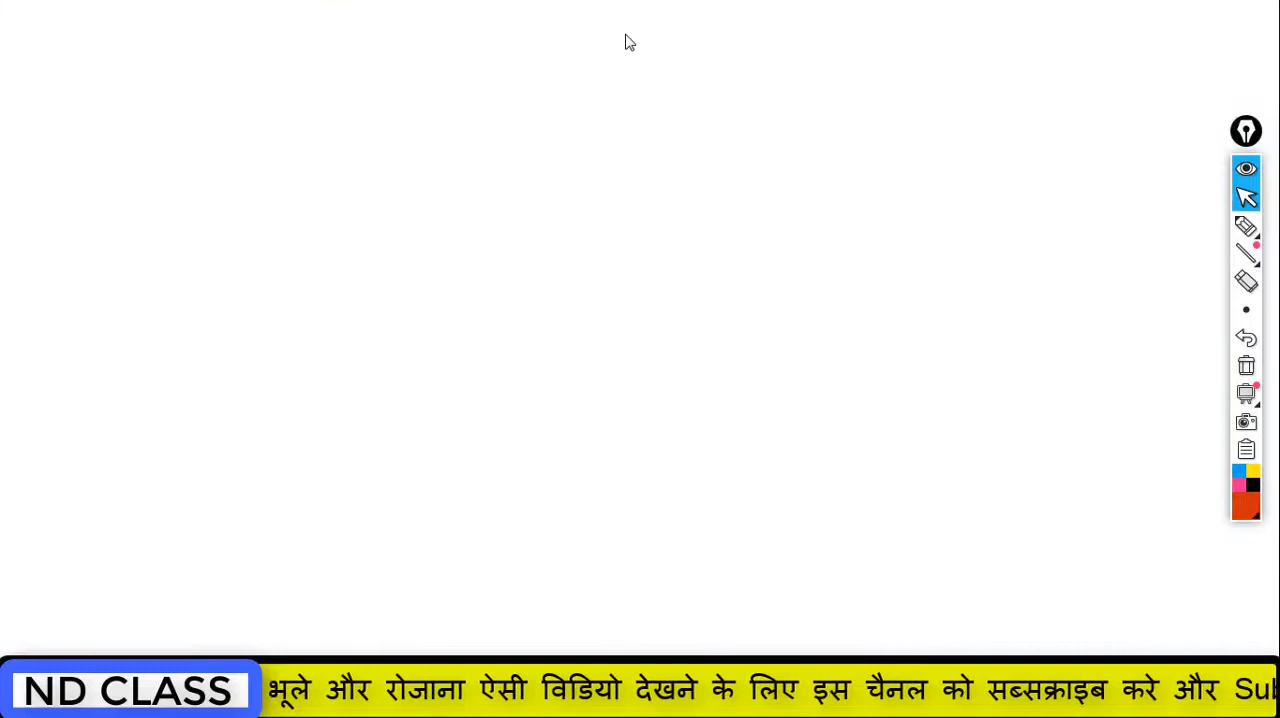 ND CLASS
भूले और रोजाना ऐसी विडियो देखने के लिए इस चैनल को सब्सक्राइब करे और